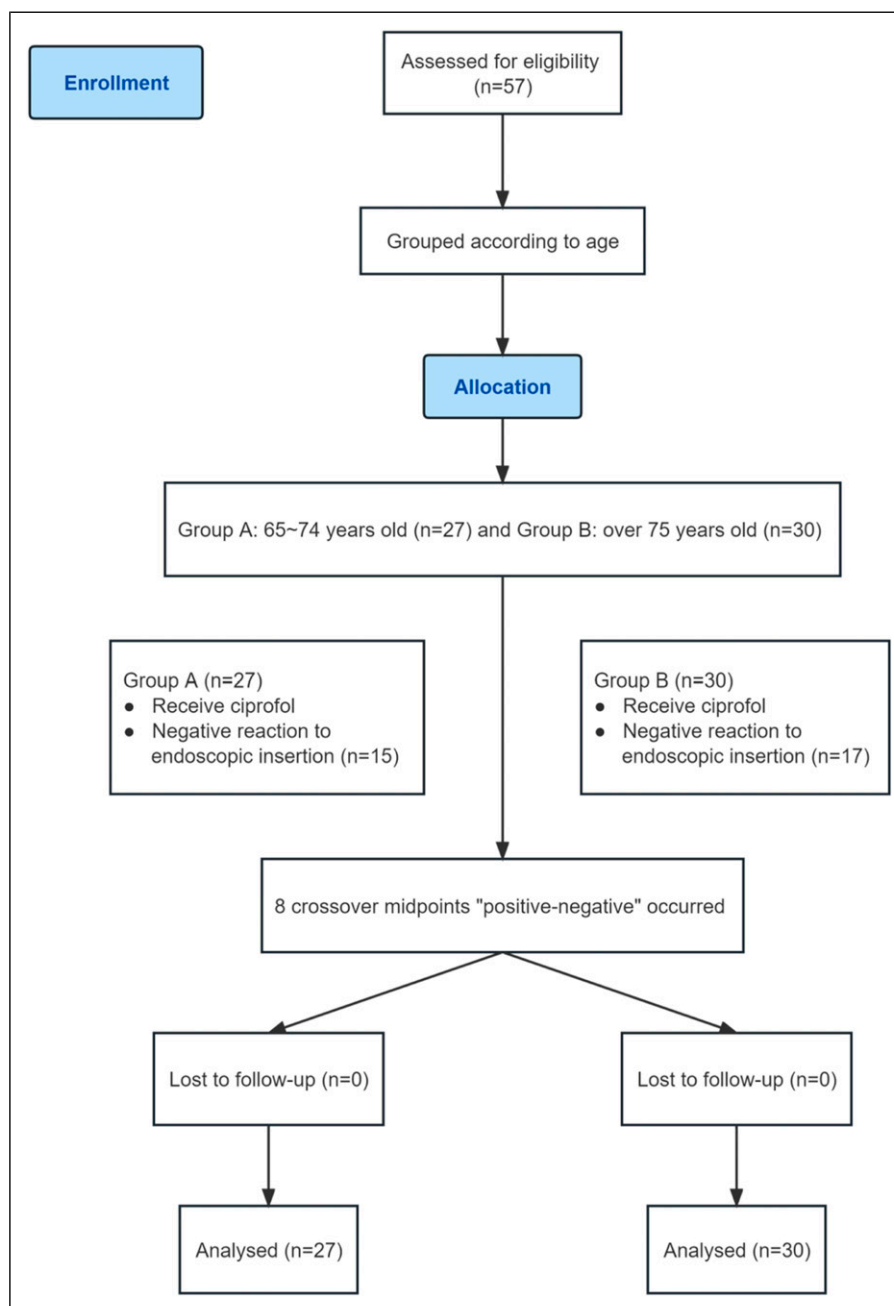 Enrollment
Assessed for eligibility
(n=57)
Grouped according to age
Allocation
Group A: 65~74 years old (n=27) and Group B: over 75 years old (n=30)
Group A (n=27)
● Receive ciprofol
● Negative reaction to
endoscopic insertion (n=15)
Group B (n=30)
● Receive ciprofol
● Negative reaction to
endoscopic insertion (n=17)
8 crossover midpoints "positive-negative" occurred
Lost to follow-up (n=0)
Lost to follow-up (n=0)
Analysed (n=27)
Analysed (n=30)